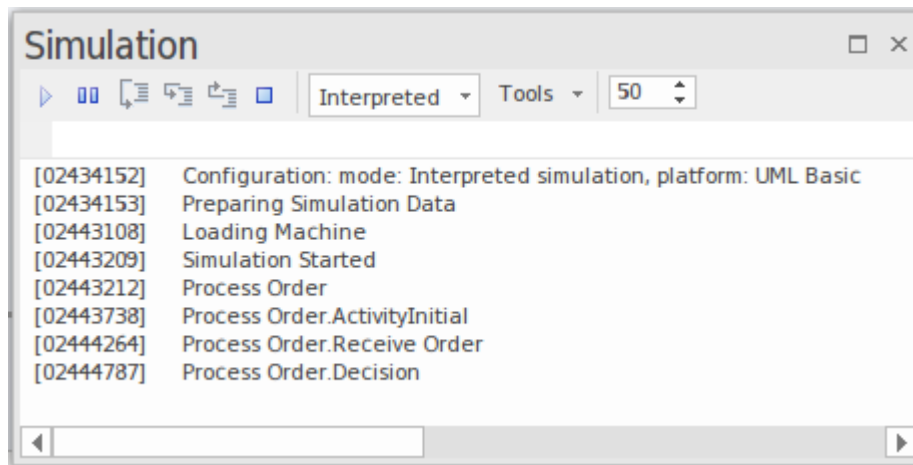 Simulation
Interpreted Tools 50
[02434152] Configuration: mode: Interpreted simulation, platform: UML Basic
[02434153] Preparing Simulation Data
[02443108] Loading Machine
[02443209] Simulation Started
[02443212] Process Order
[02443738] Process Order.ActivityInitial
[02444264] Process Order.Receive Order
[02444787] Process Order.Decision